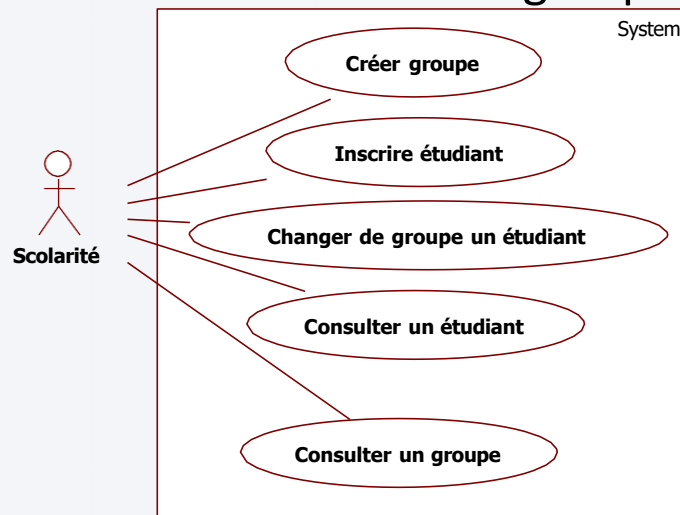 System
Créer groupe
Inscrire étudiant
Changer de groupe un étudiant
Scolarité
Consulter un étudiant
Consulter un groupe